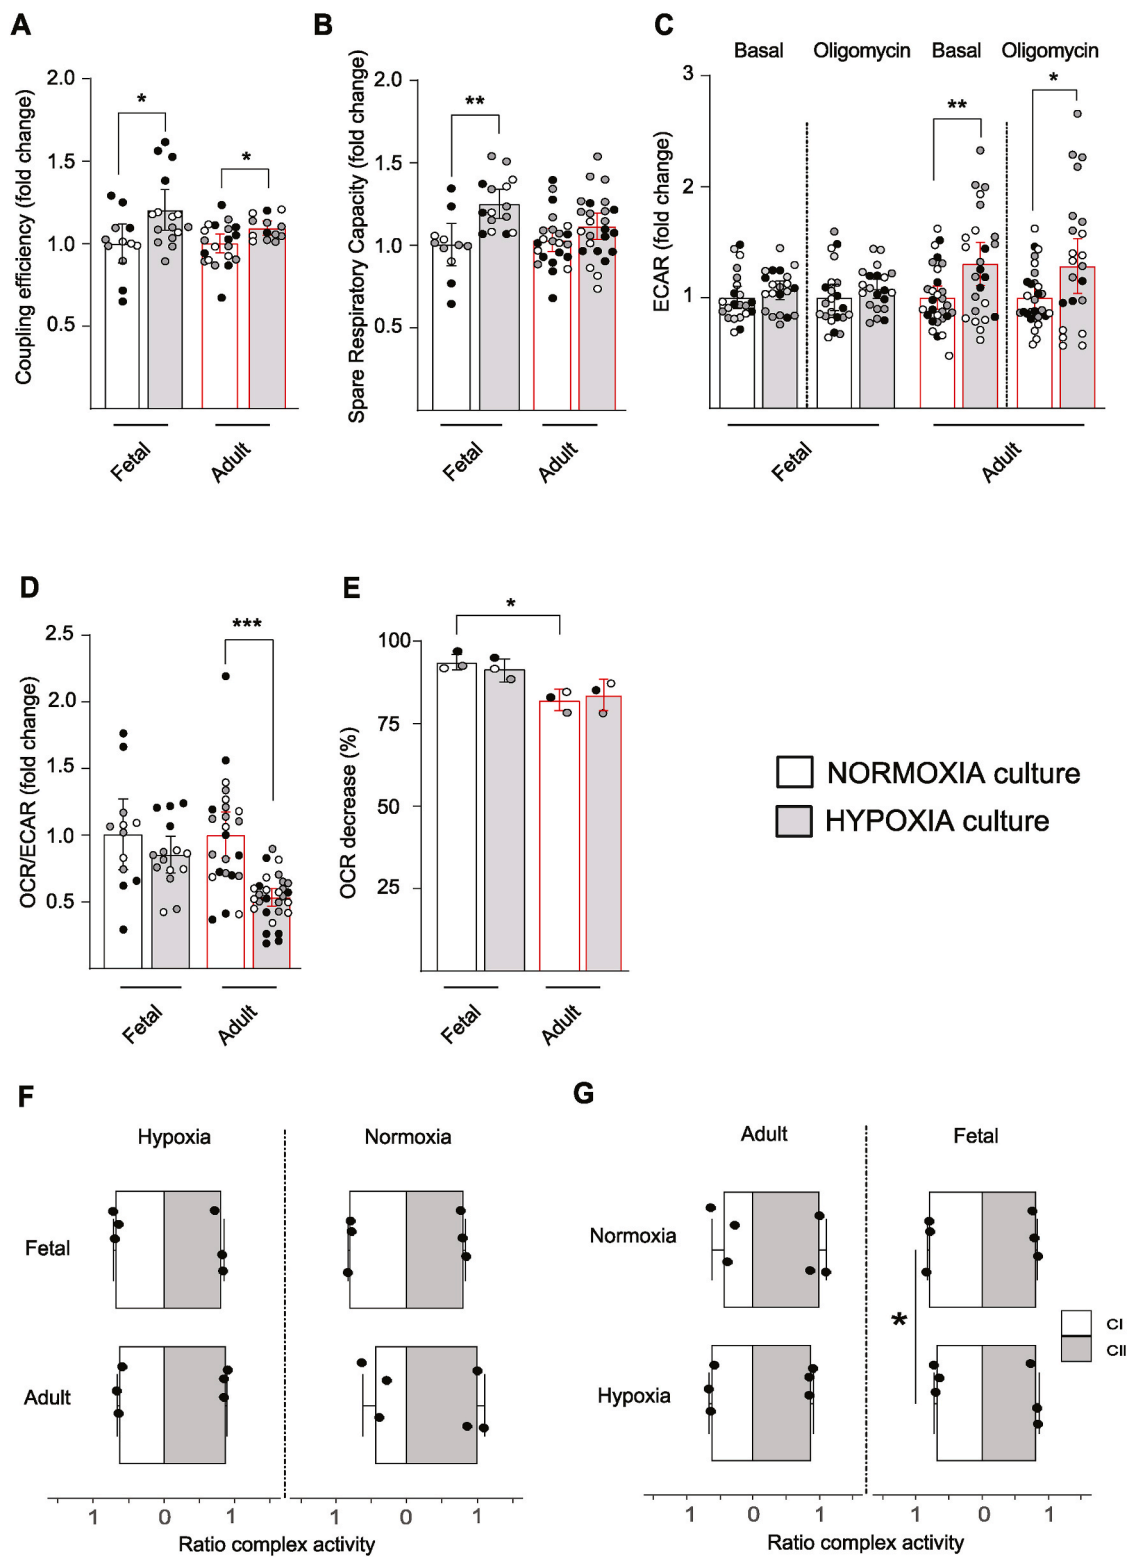 A
B
C
Coupling efficiency (fold change)
2.0
1.5
1.0
0.5
*
*
Fetal
Adult
Spare Respiratory Capacity (fold change)
1.0
1.5
1.0
0.5
**
Fetal
Adult
Basal Oligomycin Basal Oligomycin
ECAR (fold change)
3
2
1
**
*
Fetal
Adult
D
E
OCR/ECAR (fold change)
2.5
2.0
1.5
1.0
0.5
***
Fetal
Adult
OCR decrease (%)
100
75
50
25
*
Fetal
Adult
NORMOXIA culture
HYPOXIA culture
F
Hypoxia Normoxia
Fetal
Adult
1 0 1 1 0 1
Ratio complex activity
G
Adult Fetal
Normoxia
Hypoxia
*
CI
CII
1 0 1 1 0 1
Ratio complex activity